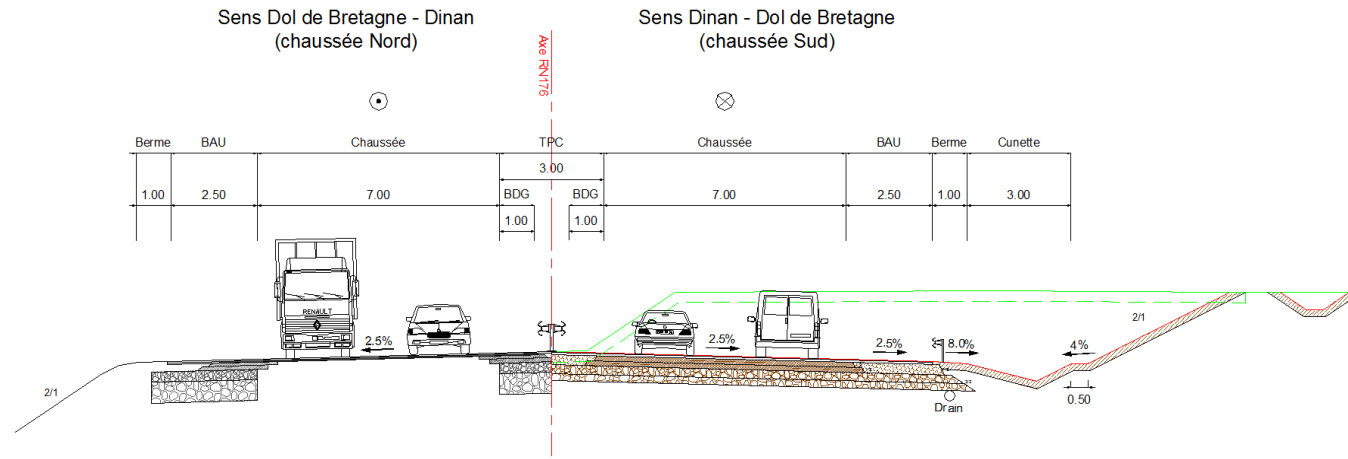 Sens Dol de Bretagne - Dinan
(chaussée Nord)
Sens Dinan - Dol de Bretagne
(chaussée Sud)
Axe RN176
Berme BAU Chaussée TPC Chaussée BAU Berme Cunette
3.00
1.00 2.50 7.00 BDG BDG 7.00 2.50 1.00 3.00
1.00 1.00
RENAULT
2/1
2.5% 2.5% 2.5% 8.0% 4%
2/1
0.50
Drain